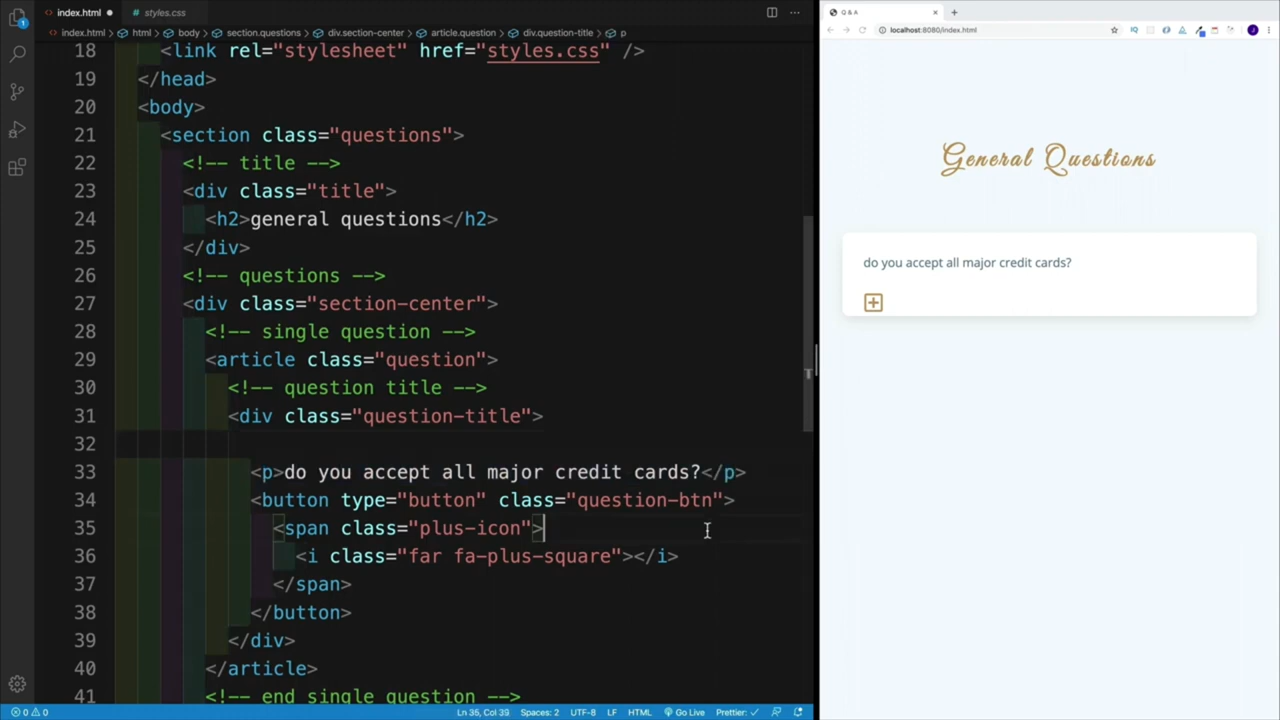 index.html
styles.css
index.html > html > body > section.questions > div.section-center > article.question > div.question-title > p
18 <link rel="stylesheet" href="styles.css" />
19 </head>
20 <body>
21 <section class="questions">
22 <!-- title -->
23 <div class="title">
24 <h2>general questions</h2>
25 </div>
26 <!-- questions -->
27 <div class="section-center">
28 <!-- single question -->
29 <article class="question">
30 <!-- question title -->
31 <div class="question-title">
32
33 <p>do you accept all major credit cards?</p>
34 <button type="button" class="question-btn">
35 <span class="plus-icon">
36 <i class="far fa-plus-square"></i>
37 </span>
38 </button>
39 </div>
40 </article>
41 <!-- end single question -->
0 0
Ln 35, Col 39 Spaces: 2 UTF-8 LF HTML Go Live Prettier: ✓
1
Q & A
localhost:8080/index.html
J
General Questions
do you accept all major credit cards?